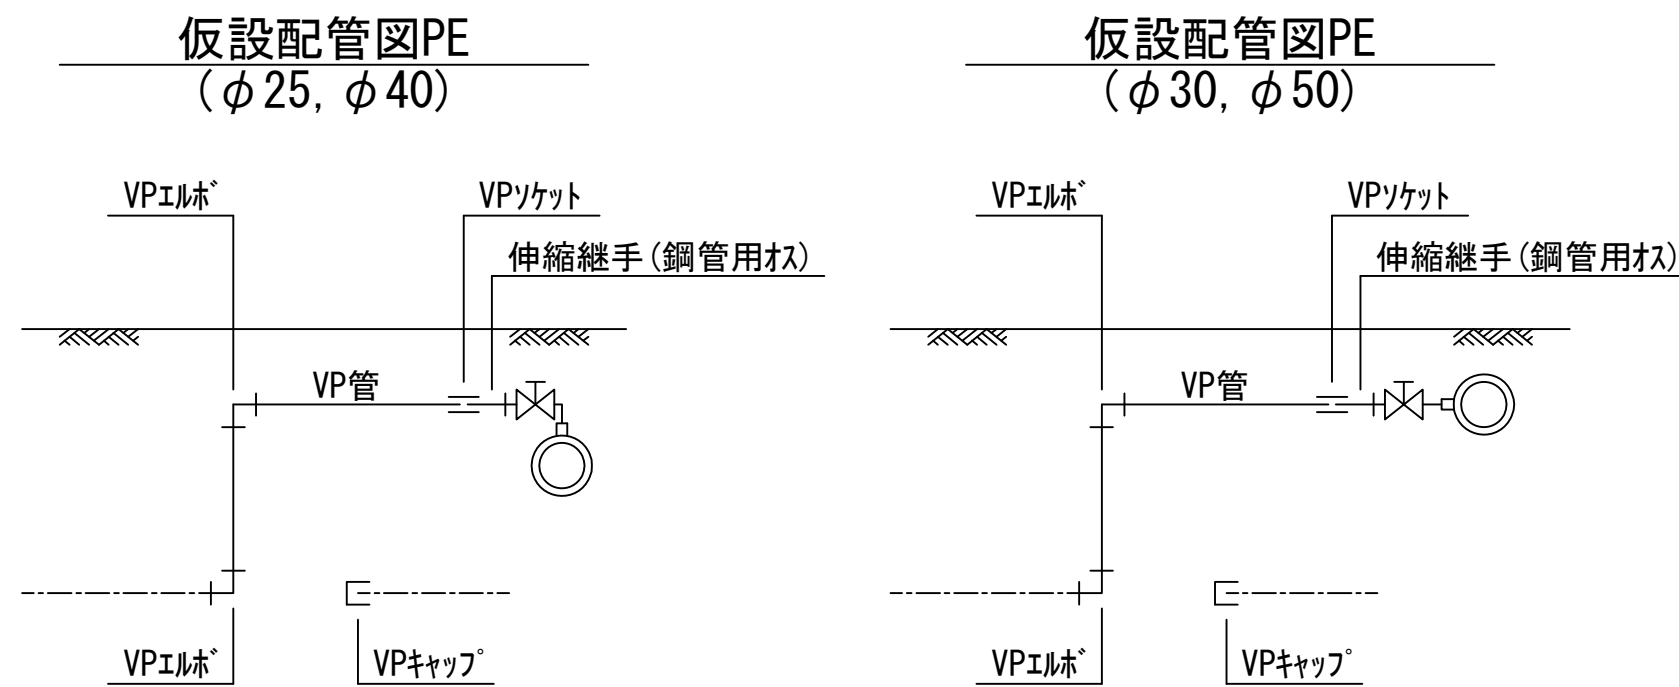 仮設配管図PE
(φ25, φ40)
VPｴﾙﾎﾞ
VPｿｹｯﾄ
伸縮継手(鋼管用ｵｽ)
VP管
VPｴﾙﾎﾞ
VPｷｬｯﾌﾟ
仮設配管図PE
(φ30, φ50)
VPｴﾙﾎﾞ
VPｿｹｯﾄ
伸縮継手(鋼管用ｵｽ)
VP管
VPｴﾙﾎﾞ
VPｷｬｯﾌﾟ